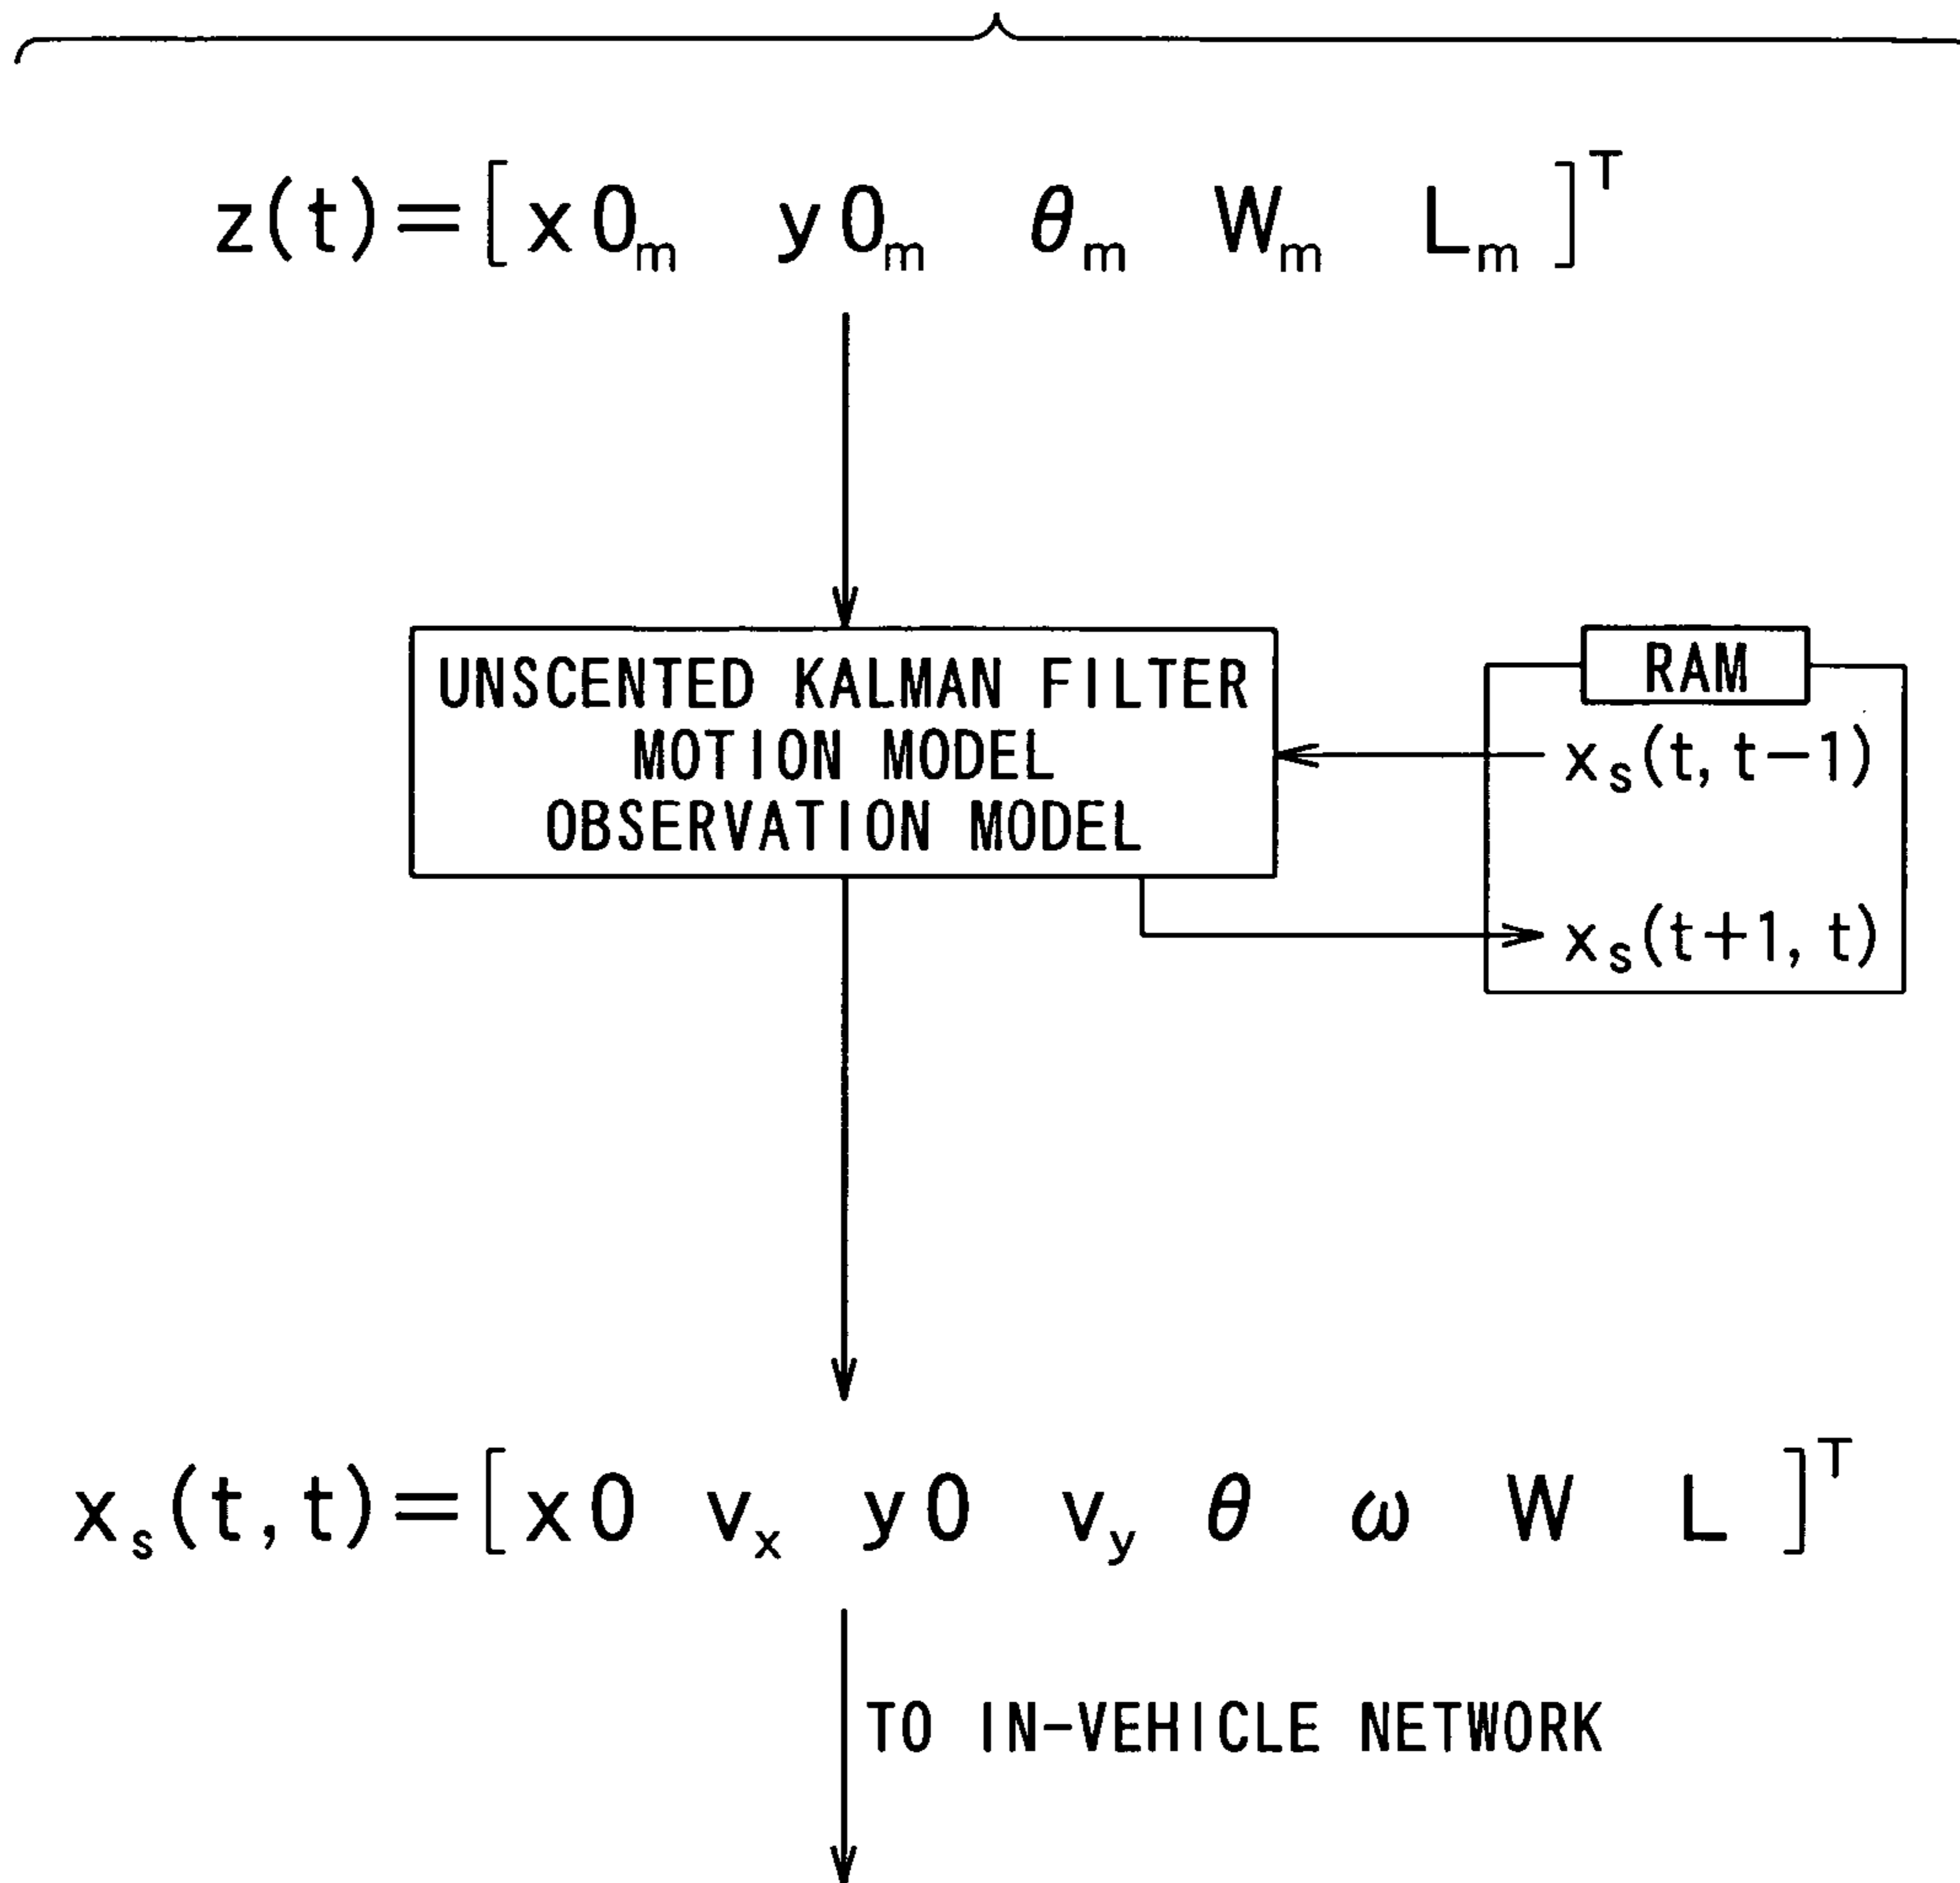 z(t)=[x0ₘ y0ₘ θₘ Wₘ Lₘ]ᵀ
UNSCENTED KALMAN FILTER
MOTION MODEL
OBSERVATION MODEL
RAM
xₛ(t, t−1)
xₛ(t+1, t)
xₛ(t, t)=[x0 vₓ y0 v_y θ ω W L]ᵀ
TO IN-VEHICLE NETWORK